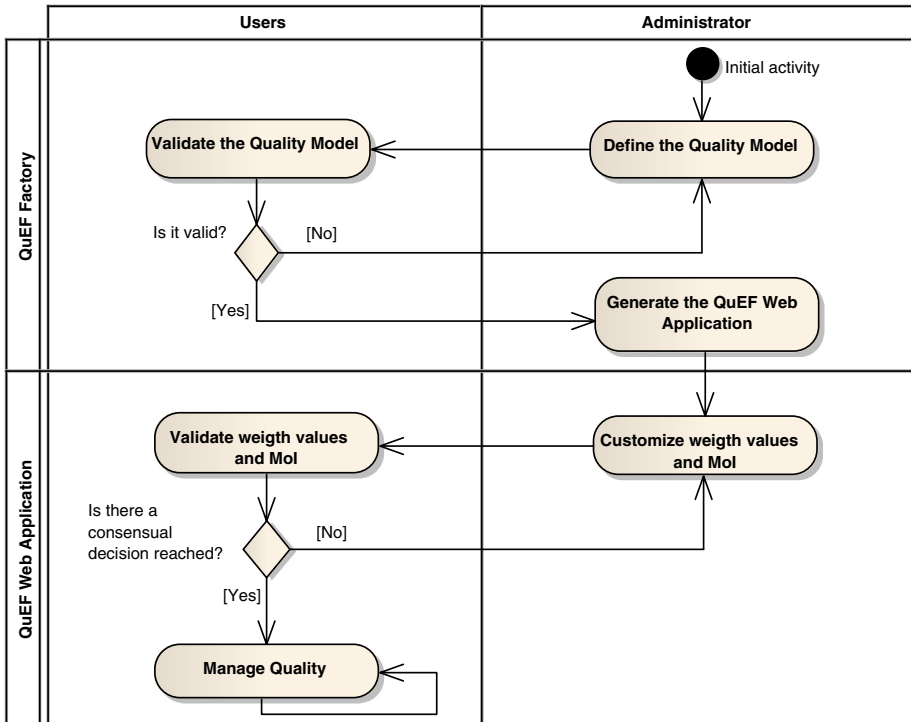 Users
Administrator
QuEF Factory
Initial activity
Validate the Quality Model
Define the Quality Model
Is it valid?
[No]
[Yes]
Generate the QuEF Web
Application
QuEF Web Application
Validate weigth values
and MoI
Customize weigth values
and MoI
Is there a
consensual
decision reached?
[No]
[Yes]
Manage Quality